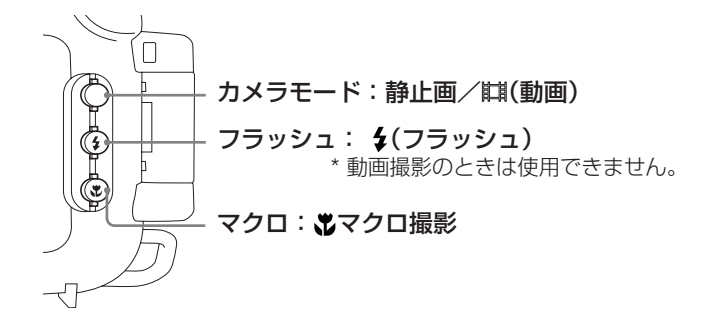 カメラモード：静止画／(動画)
フラッシュ：(フラッシュ)
* 動画撮影のときは使用できません。
マクロ：マクロ撮影